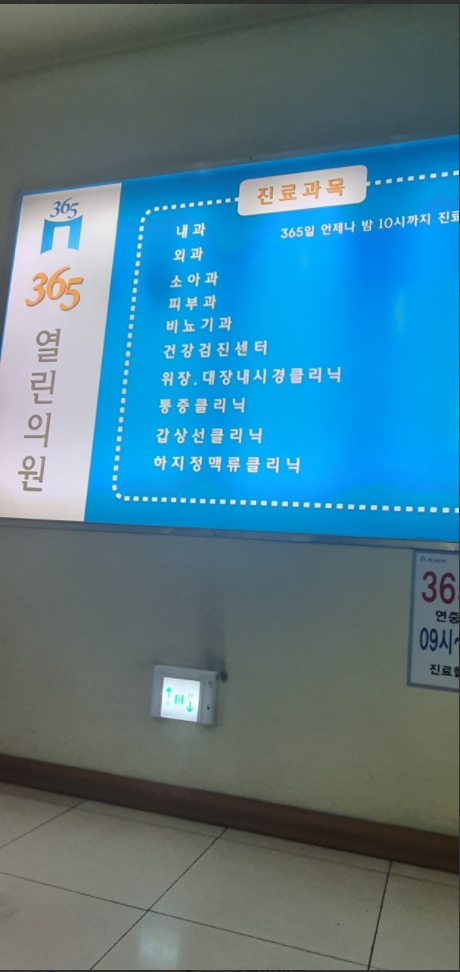 365
365
열린의원
진료과목
365일 언제나 밤 10시까지 진료
내과
외과
소아과
피부과
비뇨기과
건강검진센터
위장.대장내시경클리닉
통증클리닉
갑상선클리닉
하지정맥류클리닉
36
연중
09시~
진료